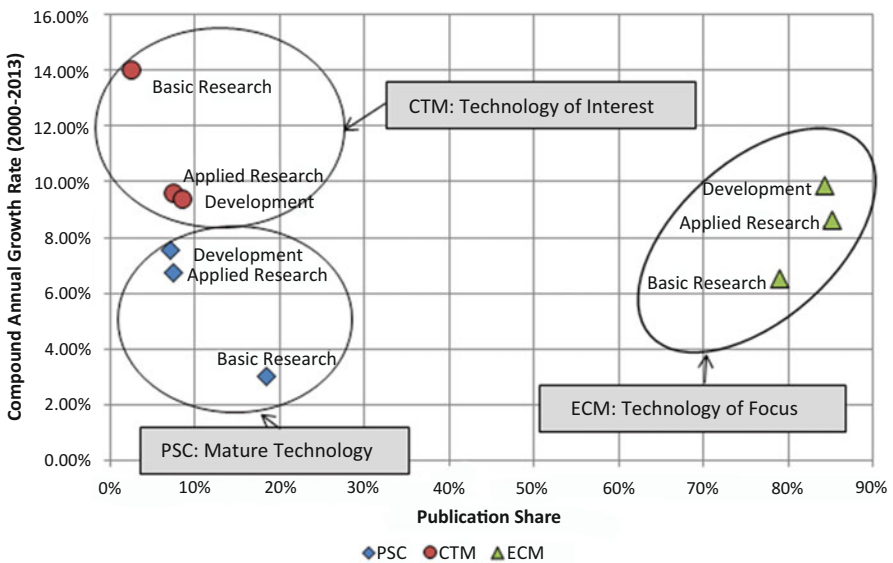 16.00%
14.00%
12.00%
10.00%
8.00%
6.00%
4.00%
2.00%
0.00%
Compound Annual Growth Rate (2000-2013)
Basic Research
CTM: Technology of Interest
Applied Research
Development
Development
Applied Research
Basic Research
PSC: Mature Technology
Development
Applied Research
Basic Research
ECM: Technology of Focus
0% 10% 20% 30% 40% 50% 60% 70% 80% 90%
Publication Share
PSC CTM ECM